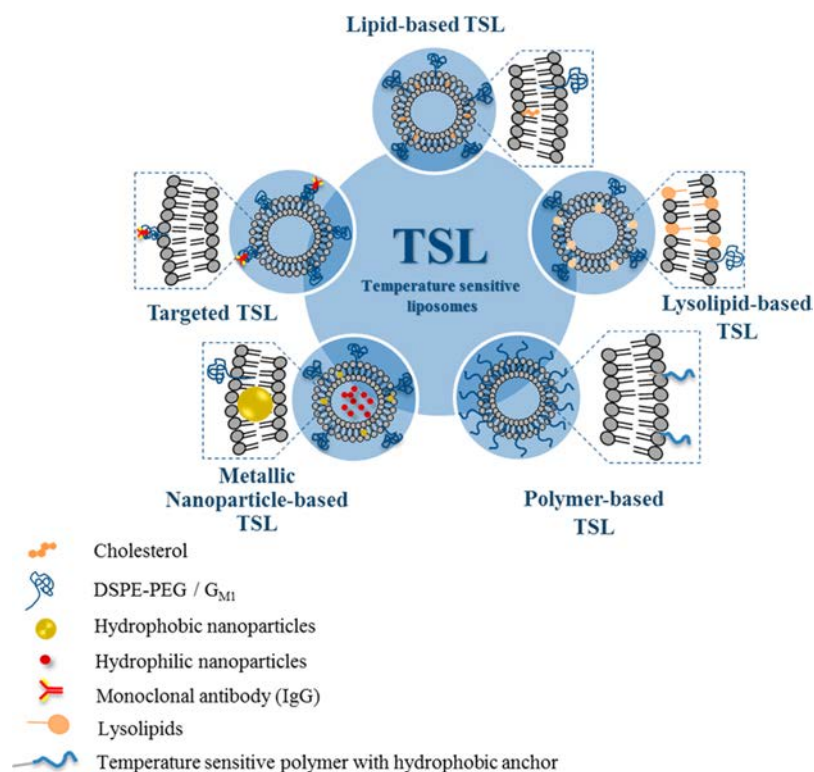 Lipid-based TSL
TSL
Temperature sensitive
liposomes
Targeted TSL
Lysolipid-based
TSL
Metallic
Nanoparticle-based
TSL
Polymer-based
TSL
Cholesterol
DSPE-PEG / GM1
Hydrophobic nanoparticles
Hydrophilic nanoparticles
Monoclonal antibody (IgG)
Lysolipids
Temperature sensitive polymer with hydrophobic anchor